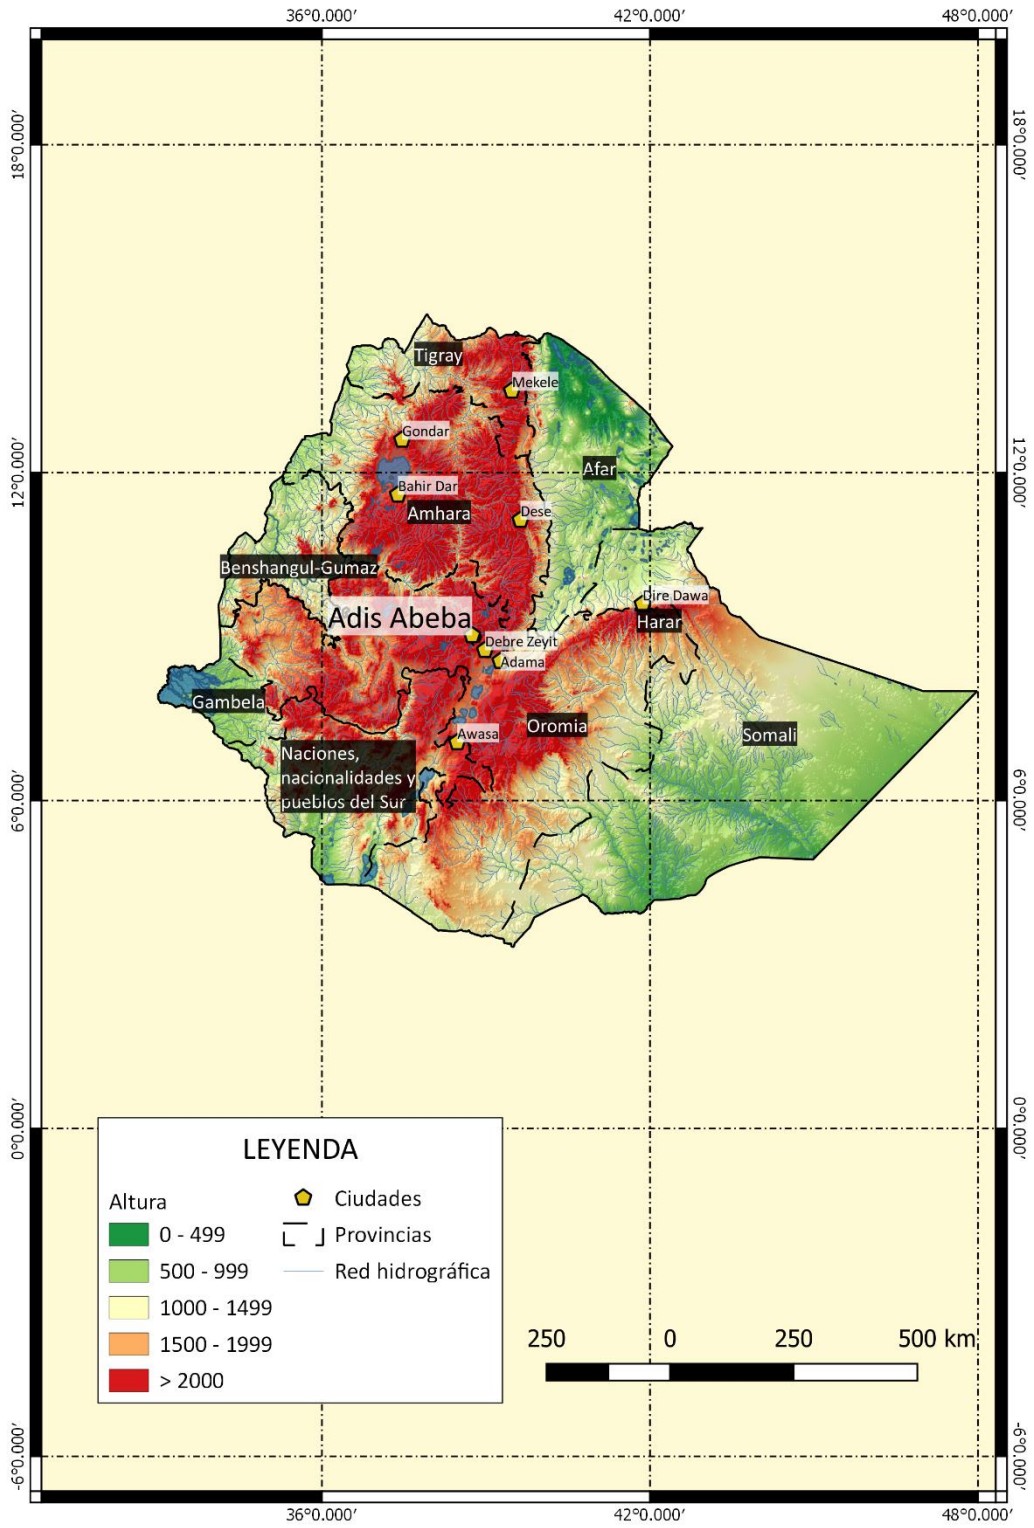 36°0.000′
42°0.000′
48°0.000′
18°0.000′
18°0.000′
Tigray
Mekele
Gondar
Afar
12°0.000′
12°0.000′
Bahir Dar
Amhara
Dese
Benshangul-Gumaz
Dire Dawa
Adis Abeba
Harar
Debre Zeyit
Adama
Gambela
Oromia
Somali
Awasa
Naciones,
nacionalidades y
pueblos del Sur
6°0.000′
6°0.000′
0°0.000′
0°0.000′
LEYENDA
Altura
0 - 499
500 - 999
1000 - 1499
1500 - 1999
> 2000
Ciudades
Provincias
Red hidrográfica
250 0 250 500 km
-6°0.000′
-6°0.000′
36°0.000′
42°0.000′
48°0.000′